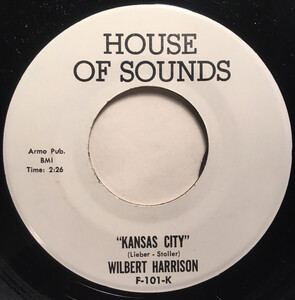 HOUSE
OF SOUNDS
Armo Pub.
BMI
Time: 2:26
"KANSAS CITY"
(Lieber - Stoller)
WILBERT HARRISON
F-101-K